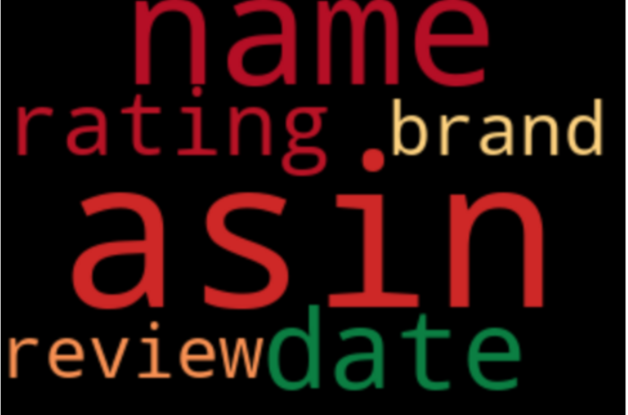 name
rating brand
asin
review date